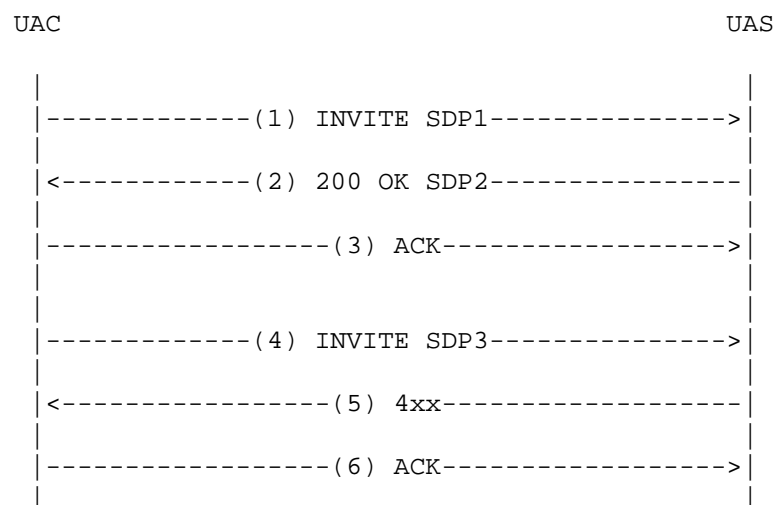 UAC UAS
|-------------(1) INVITE SDP1--------------->|
|<------------(2) 200 OK SDP2----------------|
|------------------(3) ACK------------------>|
|-------------(4) INVITE SDP3--------------->|
|<-----------------(5) 4xx-------------------|
|------------------(6) ACK------------------>|